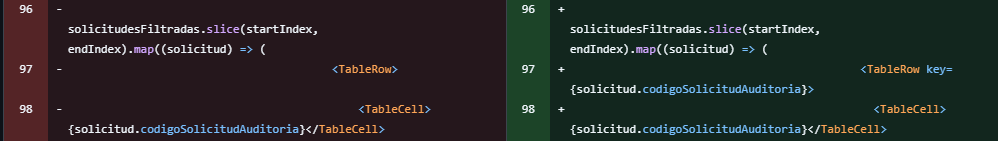 96 -
solicitudesFiltradas.slice(startIndex,
endIndex).map((solicitud) => (
97 - <TableRow>
98 - <TableCell>
{solicitud.codigoSolicitudAuditoria}</TableCell>
96 +
solicitudesFiltradas.slice(startIndex,
endIndex).map((solicitud) => (
97 + <TableRow key=
{solicitud.codigoSolicitudAuditoria}>
98 + <TableCell>
{solicitud.codigoSolicitudAuditoria}</TableCell>